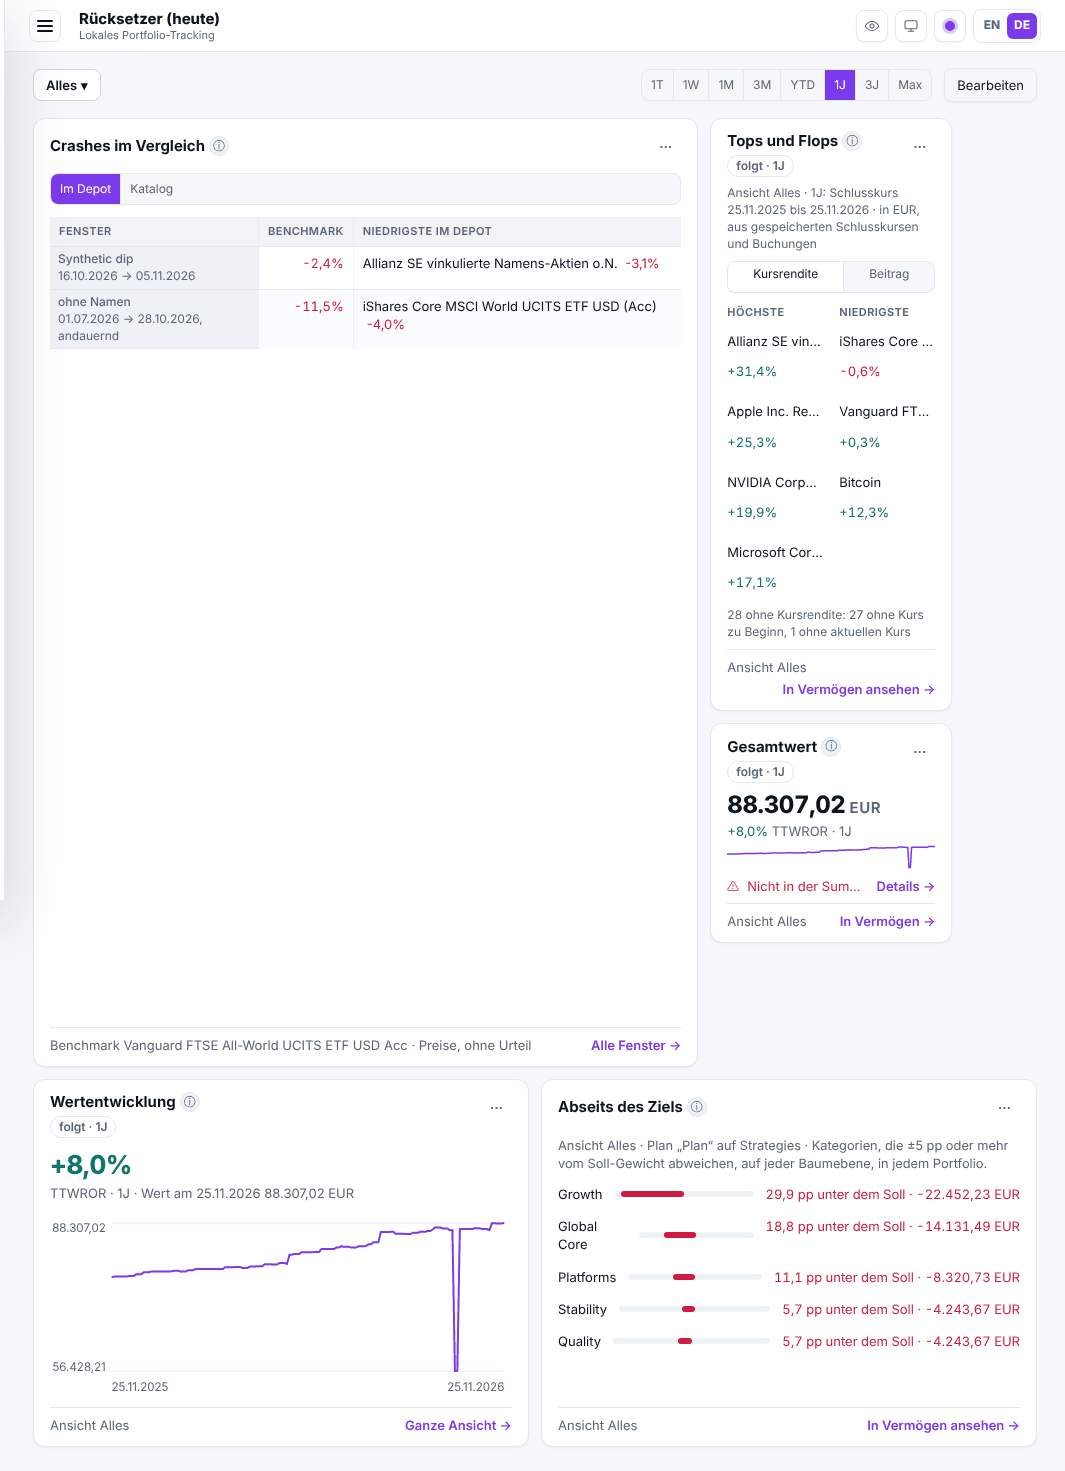 Rücksetzer (heute)
Lokales Portfolio-Tracking
EN DE
Alles ▾
1T 1W 1M 3M YTD 1J 3J Max
Bearbeiten
Crashes im Vergleich ⓘ
...
Im Depot Katalog
FENSTER BENCHMARK NIEDRIGSTE IM DEPOT
Synthetic dip
16.10.2026 → 05.11.2026
-2,4%
Allianz SE vinkulierte Namens-Aktien o.N. -3,1%
ohne Namen
01.07.2026 → 28.10.2026,
andauernd
-11,5%
iShares Core MSCI World UCITS ETF USD (Acc)
-4,0%
Benchmark Vanguard FTSE All-World UCITS ETF USD Acc · Preise, ohne Urteil
Alle Fenster →
Tops und Flops ⓘ
...
folgt · 1J
Ansicht Alles · 1J: Schlusskurs
25.11.2025 bis 25.11.2026 · in EUR,
aus gespeicherten Schlusskursen
und Buchungen
Kursrendite Beitrag
HÖCHSTE NIEDRIGSTE
Allianz SE vin... iShares Core ...
+31,4% -0,6%
Apple Inc. Re... Vanguard FT...
+25,3% +0,3%
NVIDIA Corp... Bitcoin
+19,9% +12,3%
Microsoft Cor...
+17,1%
28 ohne Kursrendite: 27 ohne Kurs
zu Beginn, 1 ohne aktuellen Kurs
Ansicht Alles
In Vermögen ansehen →
Gesamtwert ⓘ
...
folgt · 1J
88.307,02 EUR
+8,0% TTWROR · 1J
Nicht in der Sum... Details →
Ansicht Alles In Vermögen →
Wertentwicklung ⓘ
...
folgt · 1J
+8,0%
TTWROR · 1J · Wert am 25.11.2026 88.307,02 EUR
88.307,02
56.428,21
25.11.2025 25.11.2026
Ansicht Alles Ganze Ansicht →
Abseits des Ziels ⓘ
...
Ansicht Alles · Plan „Plan“ auf Strategies · Kategorien, die ±5 pp oder mehr
vom Soll-Gewicht abweichen, auf jeder Baumebene, in jedem Portfolio.
Growth 29,9 pp unter dem Soll · -22.452,23 EUR
Global
Core
18,8 pp unter dem Soll · -14.131,49 EUR
Platforms 11,1 pp unter dem Soll · -8.320,73 EUR
Stability 5,7 pp unter dem Soll · -4.243,67 EUR
Quality 5,7 pp unter dem Soll · -4.243,67 EUR
Ansicht Alles In Vermögen ansehen →